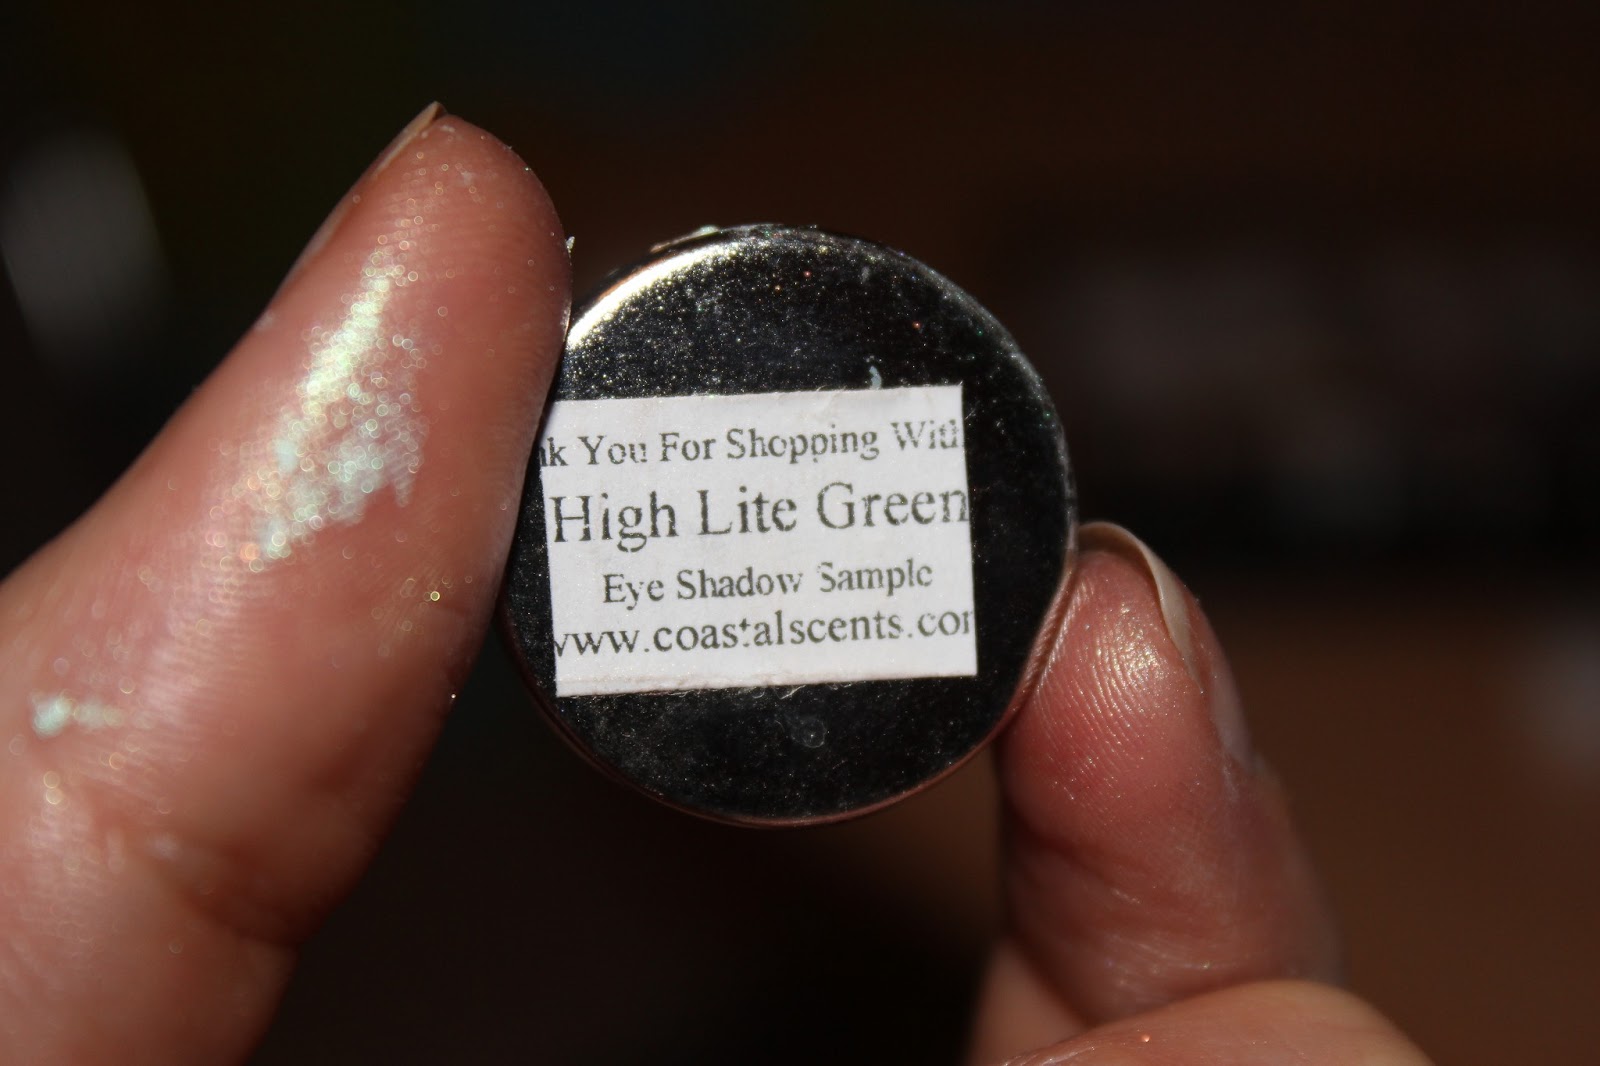 nk You For Shopping With
High Lite Green
Eye Shadow Sample
www.coastalscents.com